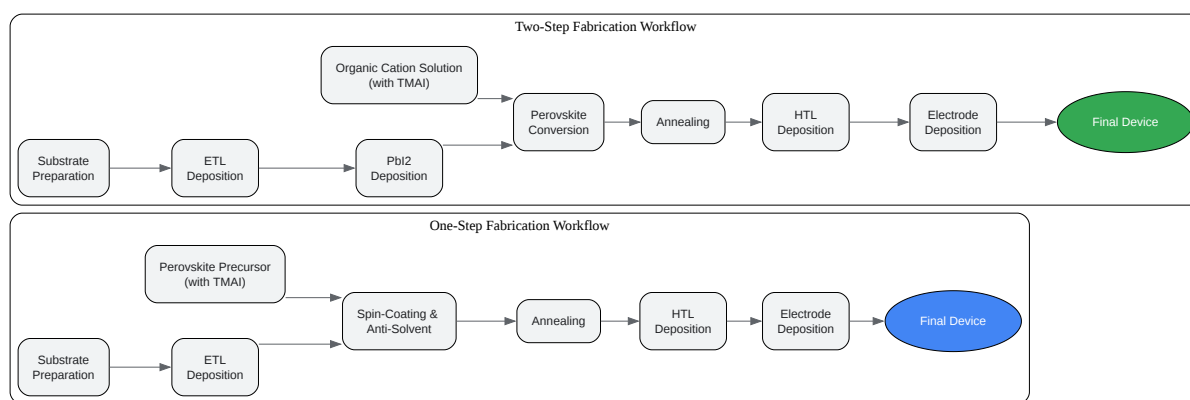 Two-Step Fabrication Workflow
Organic Cation Solution
(with TMAI)
Substrate
Preparation
ETL
Deposition
PbI2
Deposition
Perovskite
Conversion
Annealing
HTL
Deposition
Electrode
Deposition
Final Device
One-Step Fabrication Workflow
Perovskite Precursor
(with TMAI)
Substrate
Preparation
ETL
Deposition
Spin-Coating &
Anti-Solvent
Annealing
HTL
Deposition
Electrode
Deposition
Final Device